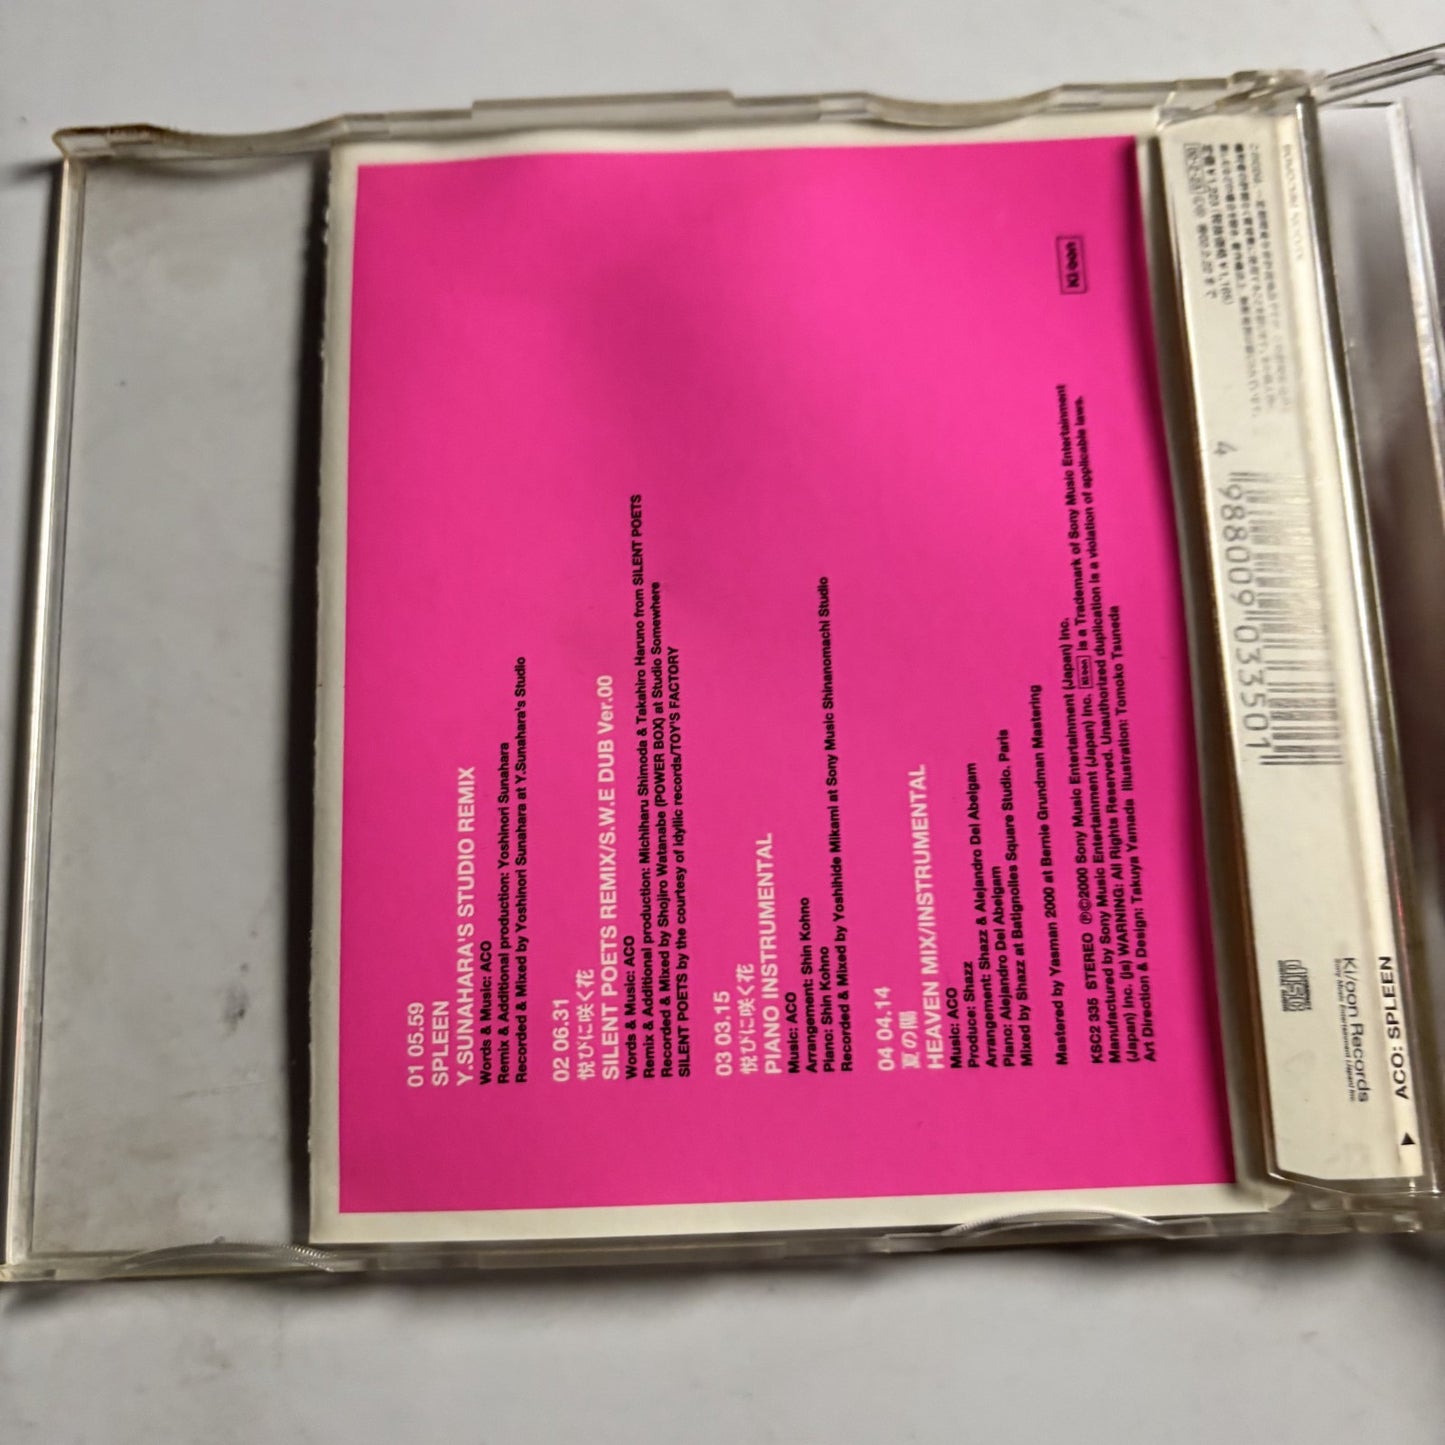 01 05.59
SPLEEN
Y.SUNAHARA'S STUDIO REMIX
Words & Music: ACO
Remix & Additional production: Yoshinori Sunahara
Recorded & Mixed by Yoshinori Sunahara at Y.Sunahara's Studio
02 06.31
悦びに咲く花
SILENT POETS REMIX/S.W.E DUB Ver.00
Words & Music: ACO
Remix & Additional production: Michiharu Shimoda & Takahiro Haruno from SILENT POETS
Recorded & Mixed by Shojiro Watanabe (POWER BOX) at Studio Somewhere
SILENT POETS by the courtesy of idyllic records/TOY'S FACTORY
03 03.15
悦びに咲く花
PIANO INSTRUMENTAL
Music: ACO
Arrangement: Shin Kohno
Piano: Shin Kohno
Recorded & Mixed by Yoshihide Mikami at Sony Music Shinanomachi Studio
04 04.14
夏の陽
HEAVEN MIX/INSTRUMENTAL
Music: ACO
Produce: Shazz
Arrangement: Shazz & Alejandro Del Abelgam
Piano: Alejandro Del Abelgam
Mixed by Shazz at Batignolles Square Studio. Paris
Mastered by Yasman 2000 at Bernie Grundman Mastering
KSC2 335 STEREO ℗©2000 Sony Music Entertainment (Japan) Inc.
Manufactured by Sony Music Entertainment (Japan) Inc. Ki/oon is a Trademark of Sony Music Entertainment
(Japan) Inc. (is) WARNING: All Rights Reserved. Unauthorized duplication is a violation of applicable laws.
Art Direction & Design: Takuya Yamada Illustration: Tomoko Tsuneda
Ki/oon
4 988009 033501
Ki/oon Records
Sony Music Entertainment (Japan) Inc.
ACO: SPLEEN